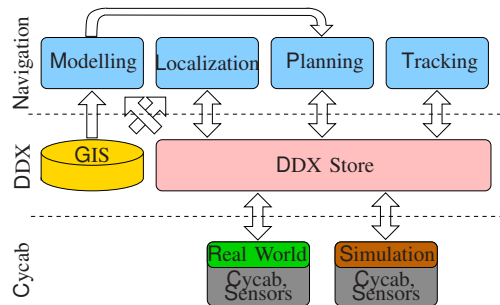 Navigation
Modelling
Localization
Planning
Tracking
DDX
GIS
DDX Store
Cycab
Real World
Cycab,
Sensors
Simulation
Cycab,
Sensors